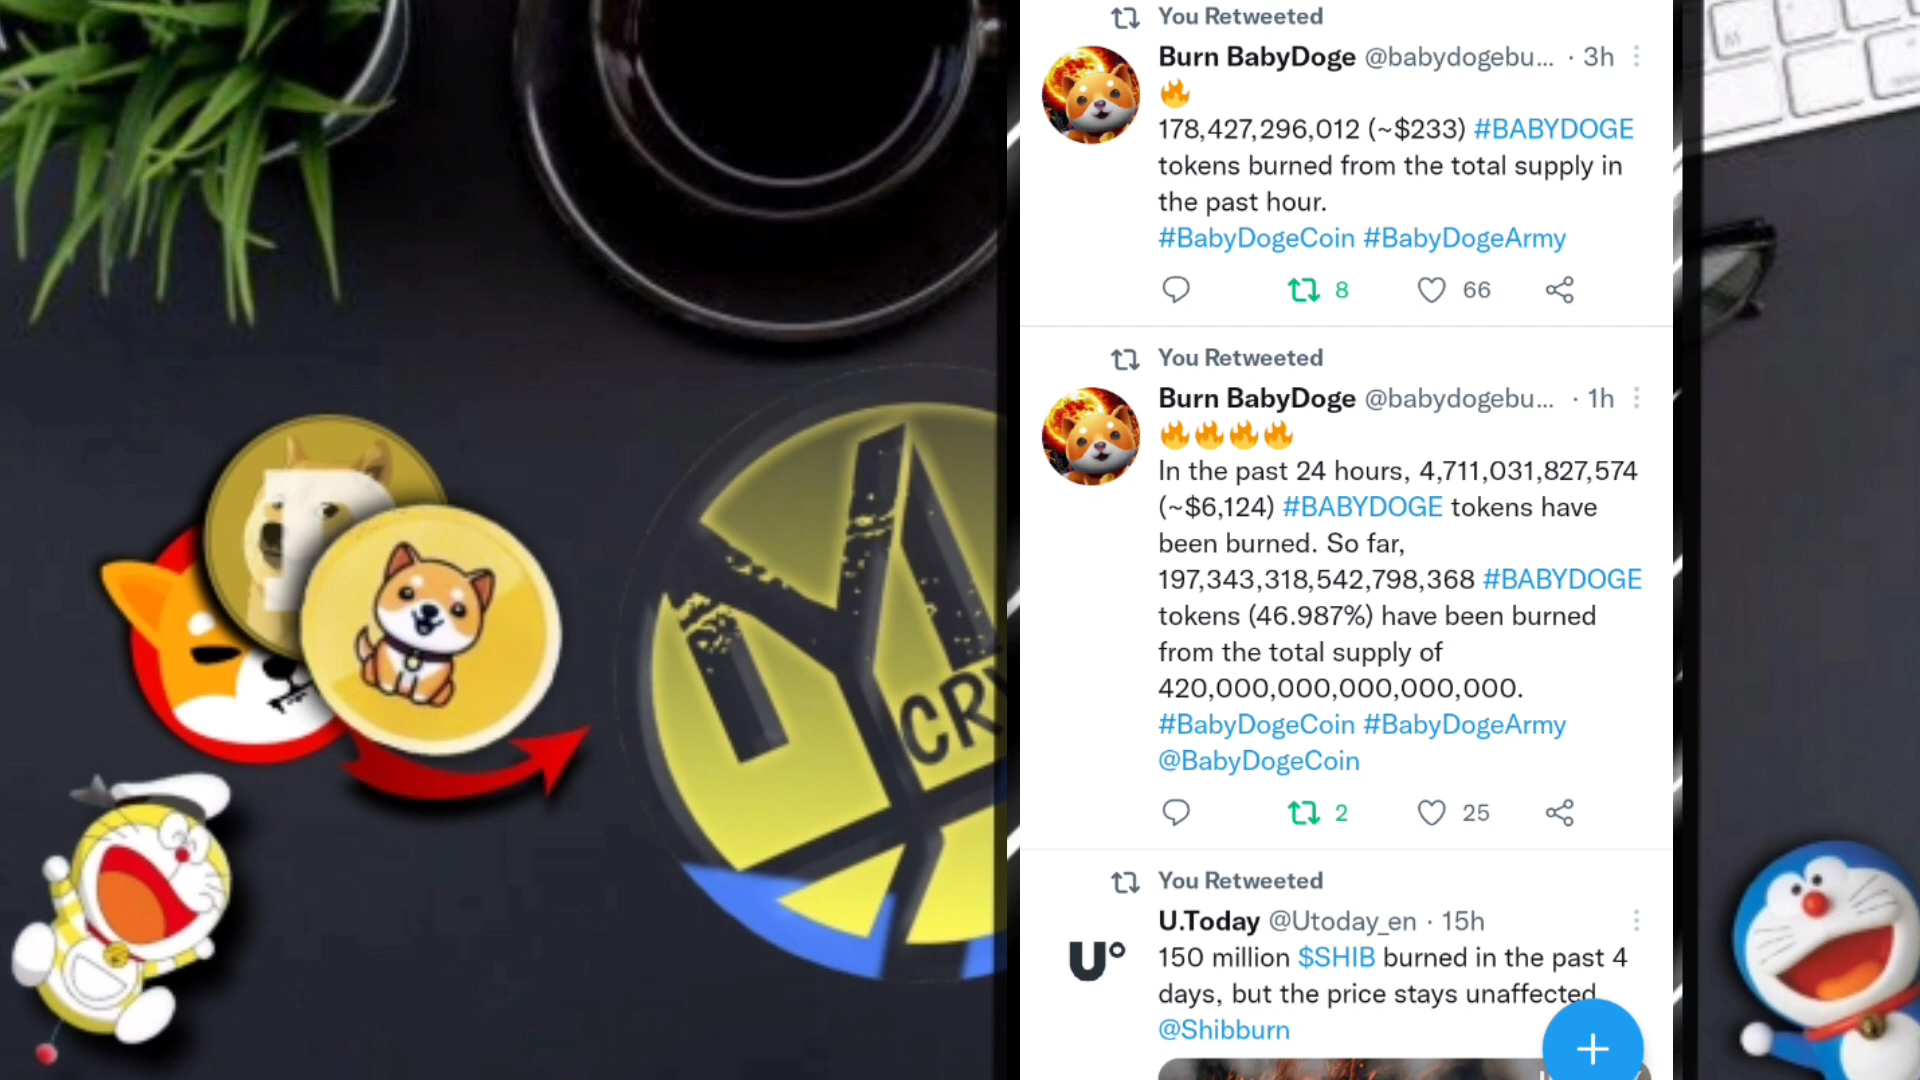 You Retweeted
Burn BabyDoge @babydogebu... · 3h
🔥
178,427,296,012 (~$233) #BABYDOGE
tokens burned from the total supply in
the past hour.
#BabyDogeCoin #BabyDogeArmy
8 66
You Retweeted
Burn BabyDoge @babydogebu... · 1h
🔥🔥🔥🔥
In the past 24 hours, 4,711,031,827,574
(~$6,124) #BABYDOGE tokens have
been burned. So far,
197,343,318,542,798,368 #BABYDOGE
tokens (46.987%) have been burned
from the total supply of
420,000,000,000,000,000.
#BabyDogeCoin #BabyDogeArmy
@BabyDogeCoin
2 25
You Retweeted
U.Today @Utoday_en · 15h
U°
150 million $SHIB burned in the past 4
days, but the price stays unaffected
@Shibburn
CRY